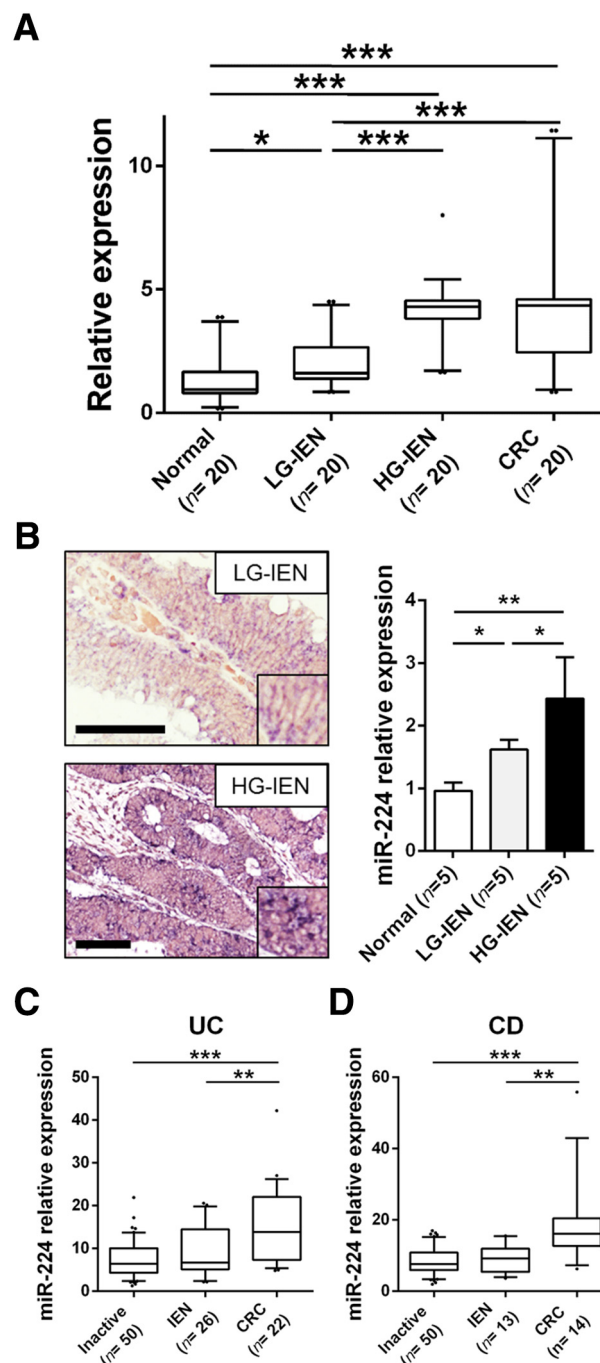 A
***
***
***
*
***
Relative expression
10
5
0
Normal
(n= 20)
LG-IEN
(n= 20)
HG-IEN
(n= 20)
CRC
(n= 20)
B
LG-IEN
HG-IEN
miR-224 relative expression
4
3
2
1
0
**
*
*
Normal (n=5)
LG-IEN (n=5)
HG-IEN (n=5)
C
UC
***
**
miR-224 relative expression
50
40
30
20
10
0
Inactive
(n= 50)
IEN
(n= 26)
CRC
(n= 22)
D
CD
***
**
miR-224 relative expression
60
40
20
0
Inactive
(n= 50)
IEN
(n= 13)
CRC
(n= 14)